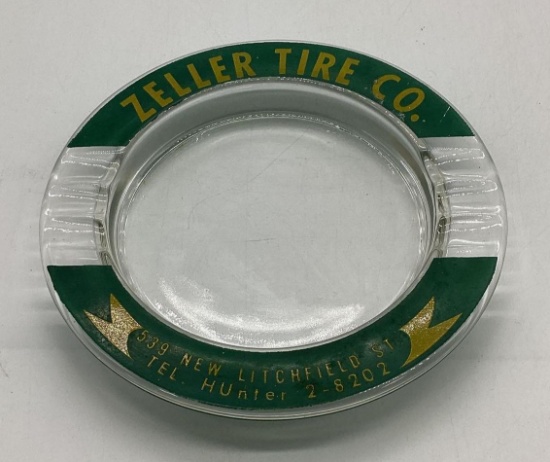 ZELLER TIRE CO.
539 NEW LITCHFIELD ST.
TEL. HUnter 2-8202